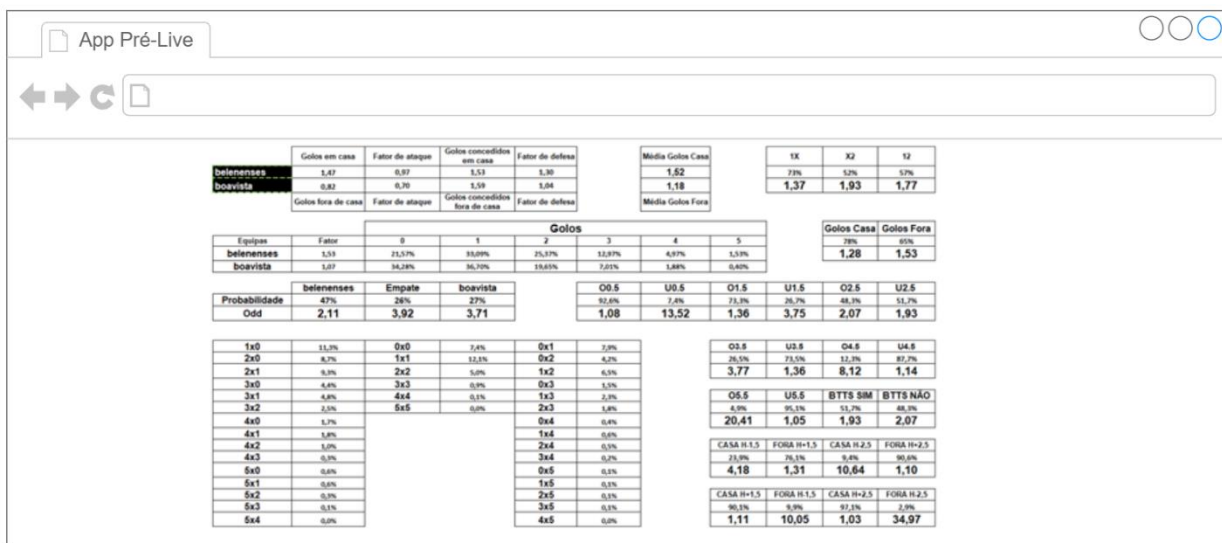 App Pré-Live
Golos em casa Fator de ataque Golos concedidos em casa Fator de defesa Média Golos Casa 1X X2 12
belenenses 1,47 0,97 1,53 1,30 1,52 73% 52% 57%
boavista 0,82 0,70 1,59 1,04 1,18 1,37 1,93 1,77
Golos fora de casa Fator de ataque Golos concedidos fora de casa Fator de defesa Média Golos Fora
Golos Golos Casa Golos Fora
Equipas Fator 0 1 2 3 4 5 78% 65%
belenenses 1,53 21,57% 33,09% 25,37% 12,97% 4,97% 1,53% 1,28 1,53
boavista 1,07 34,28% 36,70% 19,65% 7,01% 1,88% 0,40%
belenenses Empate boavista O0.5 U0.5 O1.5 U1.5 O2.5 U2.5
Probabilidade 47% 26% 27% 92,6% 7,4% 73,3% 26,7% 48,3% 51,7%
Odd 2,11 3,92 3,71 1,08 13,52 1,36 3,75 2,07 1,93
1x0 11,3% 0x0 7,4% 0x1 7,9% O3.5 U3.5 O4.5 U4.5
2x0 8,7% 1x1 12,1% 0x2 4,2% 26,5% 73,5% 12,3% 87,7%
2x1 9,3% 2x2 5,0% 1x2 6,5% 3,77 1,36 8,12 1,14
3x0 4,4% 3x3 0,9% 0x3 1,5%
3x1 4,8% 4x4 0,1% 1x3 2,3% O5.5 U5.5 BTTS SIM BTTS NÃO
3x2 2,5% 5x5 0,0% 2x3 1,8% 4,9% 95,1% 51,7% 48,3%
4x0 1,7% 0x4 0,4% 20,41 1,05 1,93 2,07
4x1 1,8% 1x4 0,6%
4x2 1,0% 2x4 0,5% CASA H-1,5 FORA H+1,5 CASA H-2,5 FORA H+2,5
4x3 0,3% 3x4 0,2% 23,9% 76,1% 9,4% 90,6%
5x0 0,6% 0x5 0,1% 4,18 1,31 10,64 1,10
5x1 0,6% 1x5 0,1%
5x2 0,3% 2x5 0,1% CASA H+1,5 FORA H-1,5 CASA H+2,5 FORA H-2,5
5x3 0,1% 3x5 0,1% 90,1% 9,9% 97,1% 2,9%
5x4 0,0% 4x5 0,0% 1,11 10,05 1,03 34,97